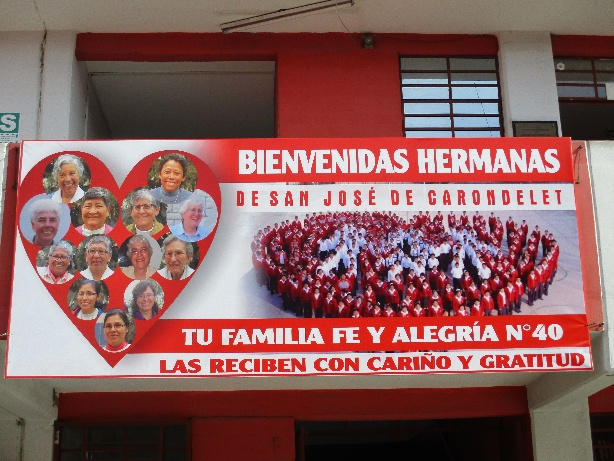 S
BIENVENIDAS HERMANAS
DE SAN JOSÉ DE CARONDELET
TU FAMILIA FE Y ALEGRÍA N°40
LAS RECIBEN CON CARIÑO Y GRATITUD